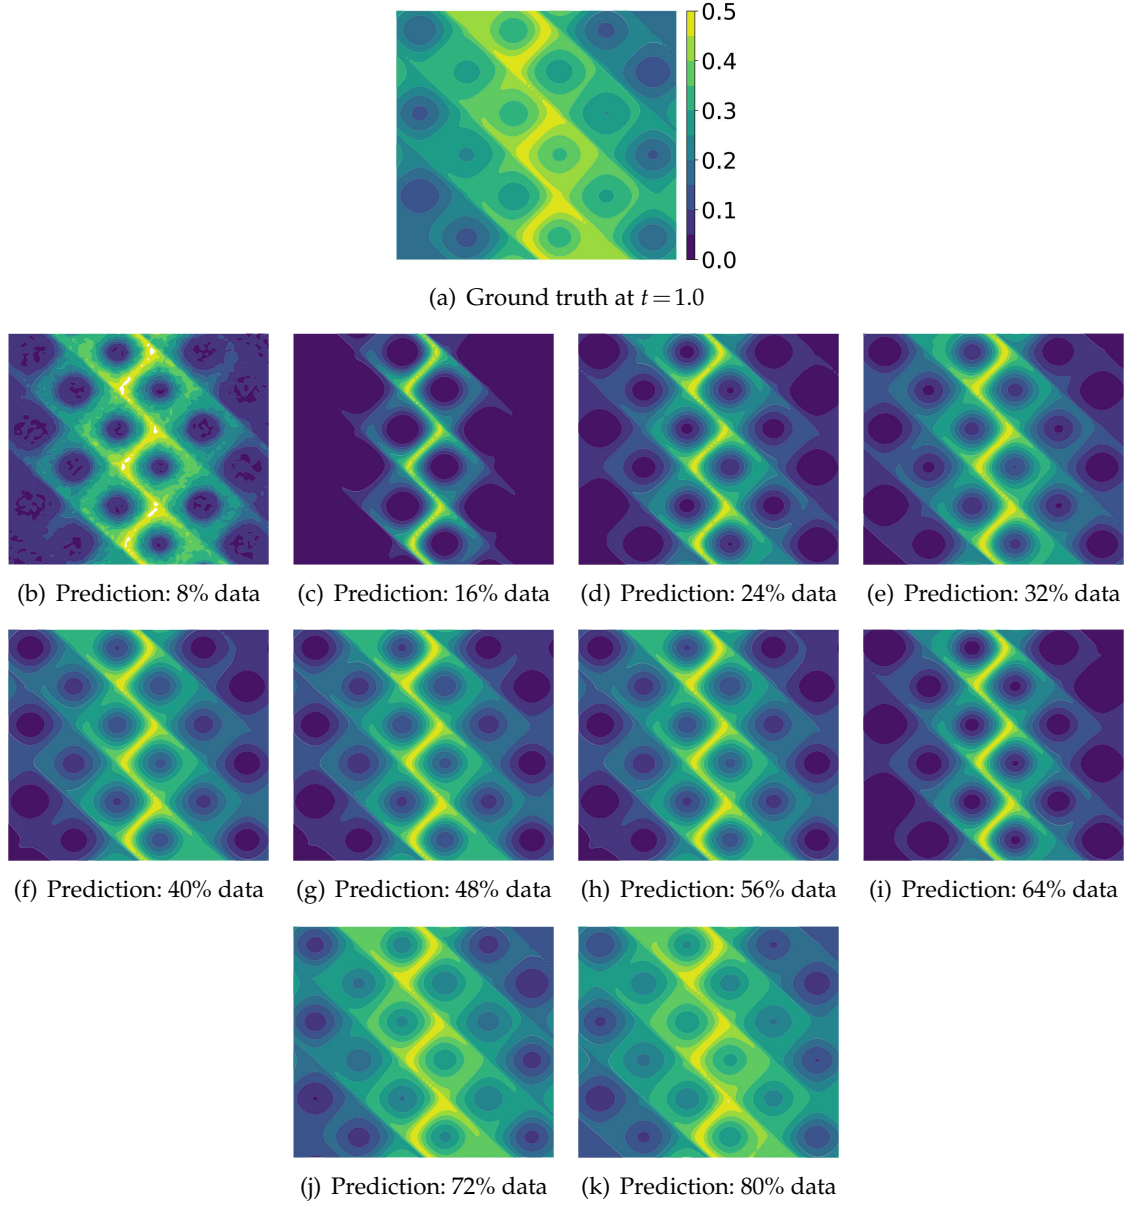 0.5
0.4
0.3
0.2
0.1
0.0
(a) Ground truth at t=1.0
(b) Prediction: 8% data
(c) Prediction: 16% data
(d) Prediction: 24% data
(e) Prediction: 32% data
(f) Prediction: 40% data
(g) Prediction: 48% data
(h) Prediction: 56% data
(i) Prediction: 64% data
(j) Prediction: 72% data
(k) Prediction: 80% data